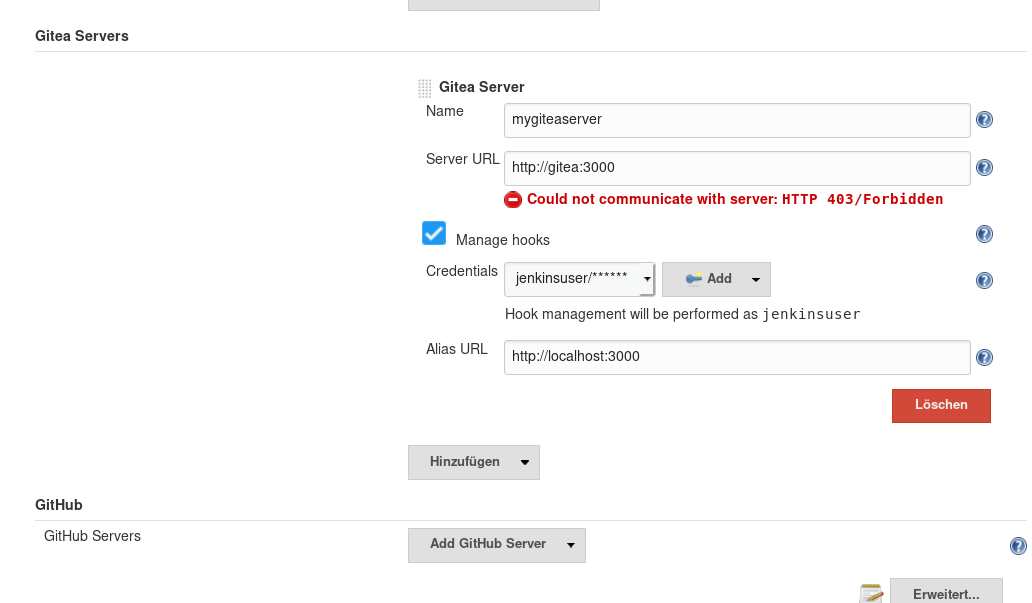 Gitea Servers
Gitea Server
Name
mygiteaserver
Server URL
http://gitea:3000
Could not communicate with server: HTTP 403/Forbidden
Manage hooks
Credentials
jenkinsuser/******
Add
Hook management will be performed as jenkinsuser
Alias URL
http://localhost:3000
Löschen
Hinzufügen
GitHub
GitHub Servers
Add GitHub Server
Erweitert...